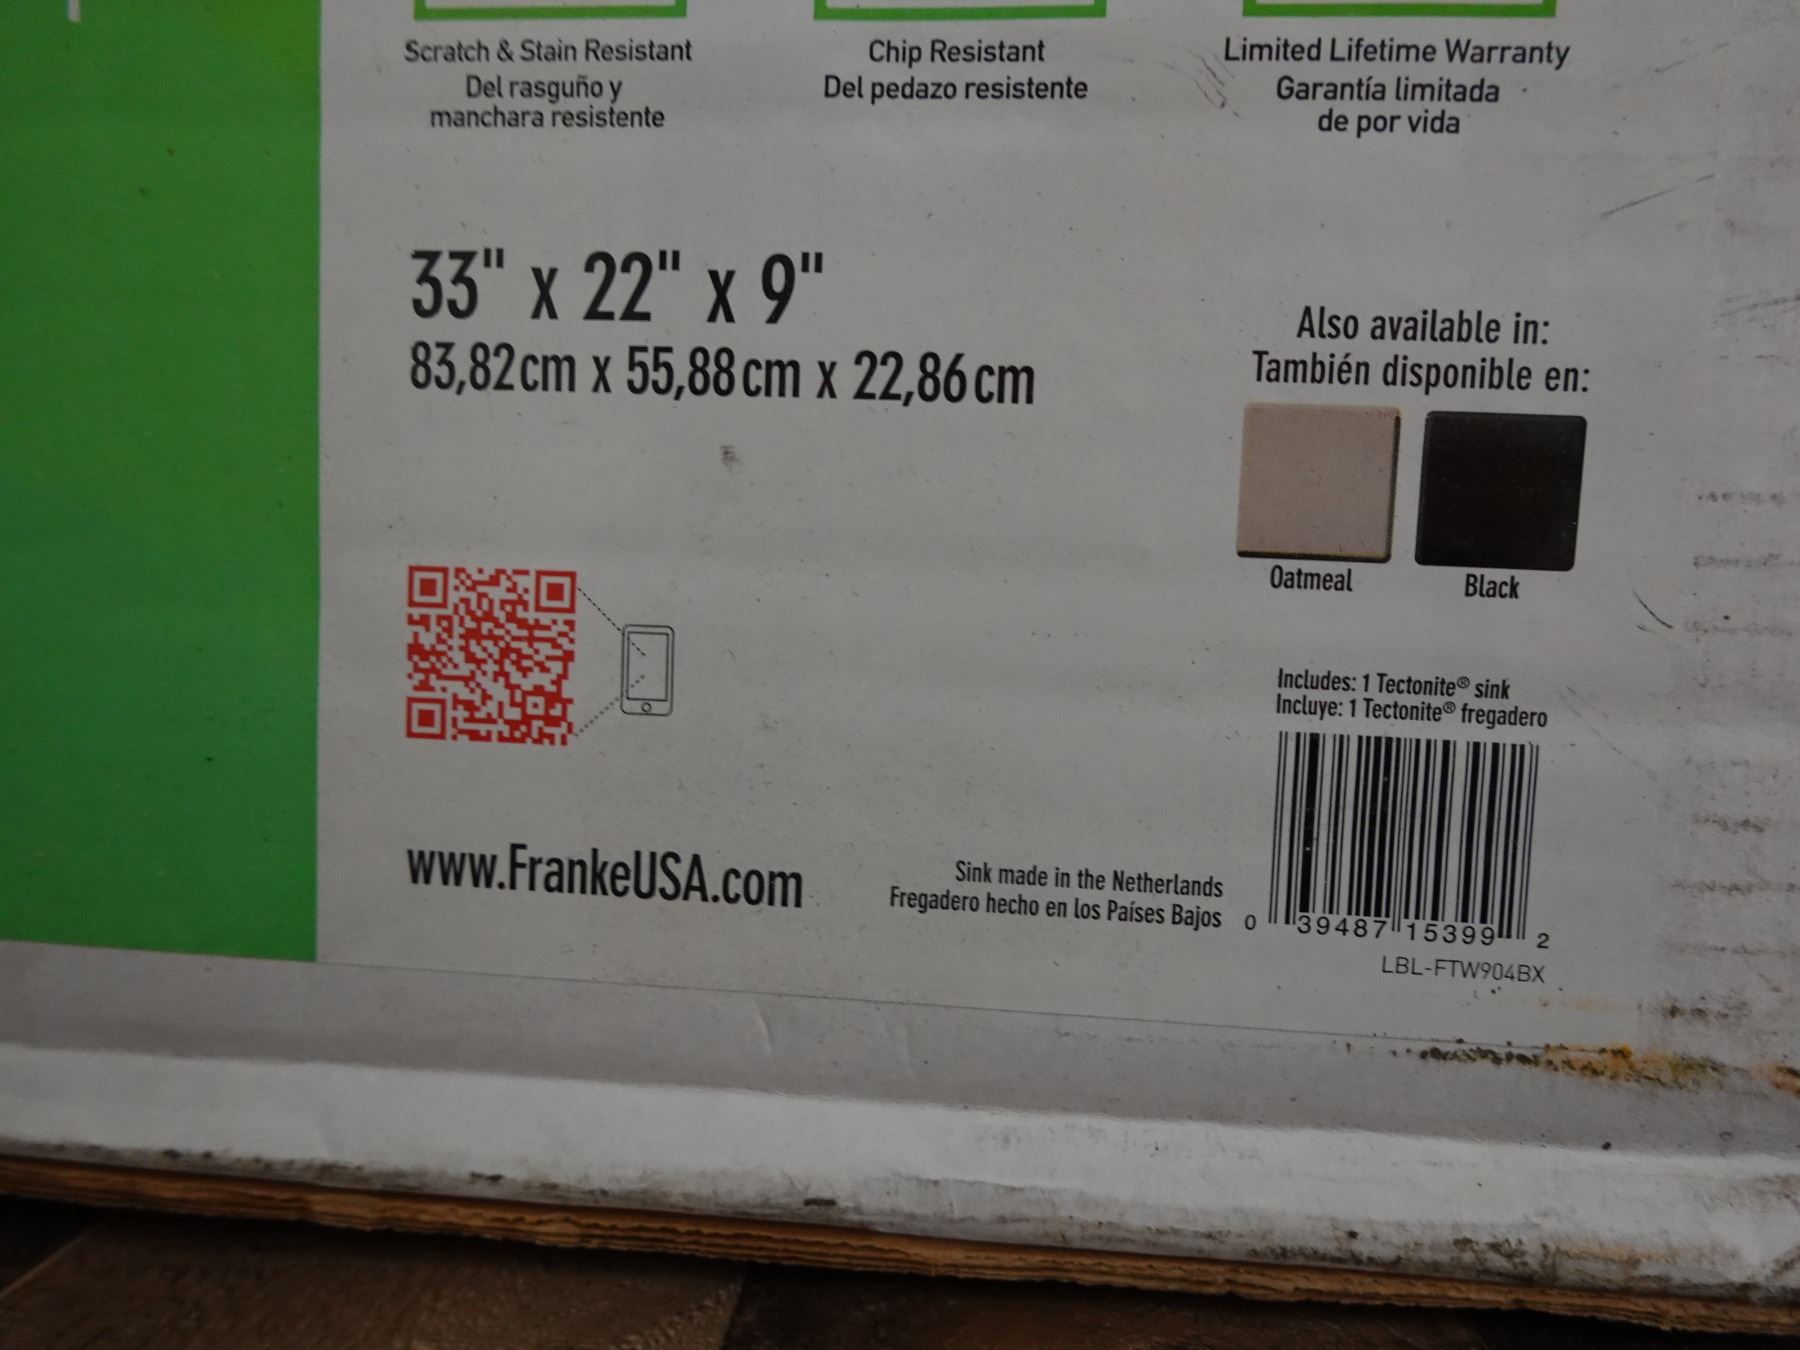 Scratch & Stain Resistant
Del rasguño y
manchara resistente
Chip Resistant
Del pedazo resistente
Limited Lifetime Warranty
Garantía limitada
de por vida
33" x 22" x 9"
83,82cm x 55,88cm x 22,86cm
Also available in:
También disponible en:
Oatmeal
Black
Includes: 1 Tectonite® sink
Incluye: 1 Tectonite® fregadero
www.FrankeUSA.com
Sink made in the Netherlands
Fregadero hecho en los Países Bajos
0 39487 15399 2
LBL-FTW904BX